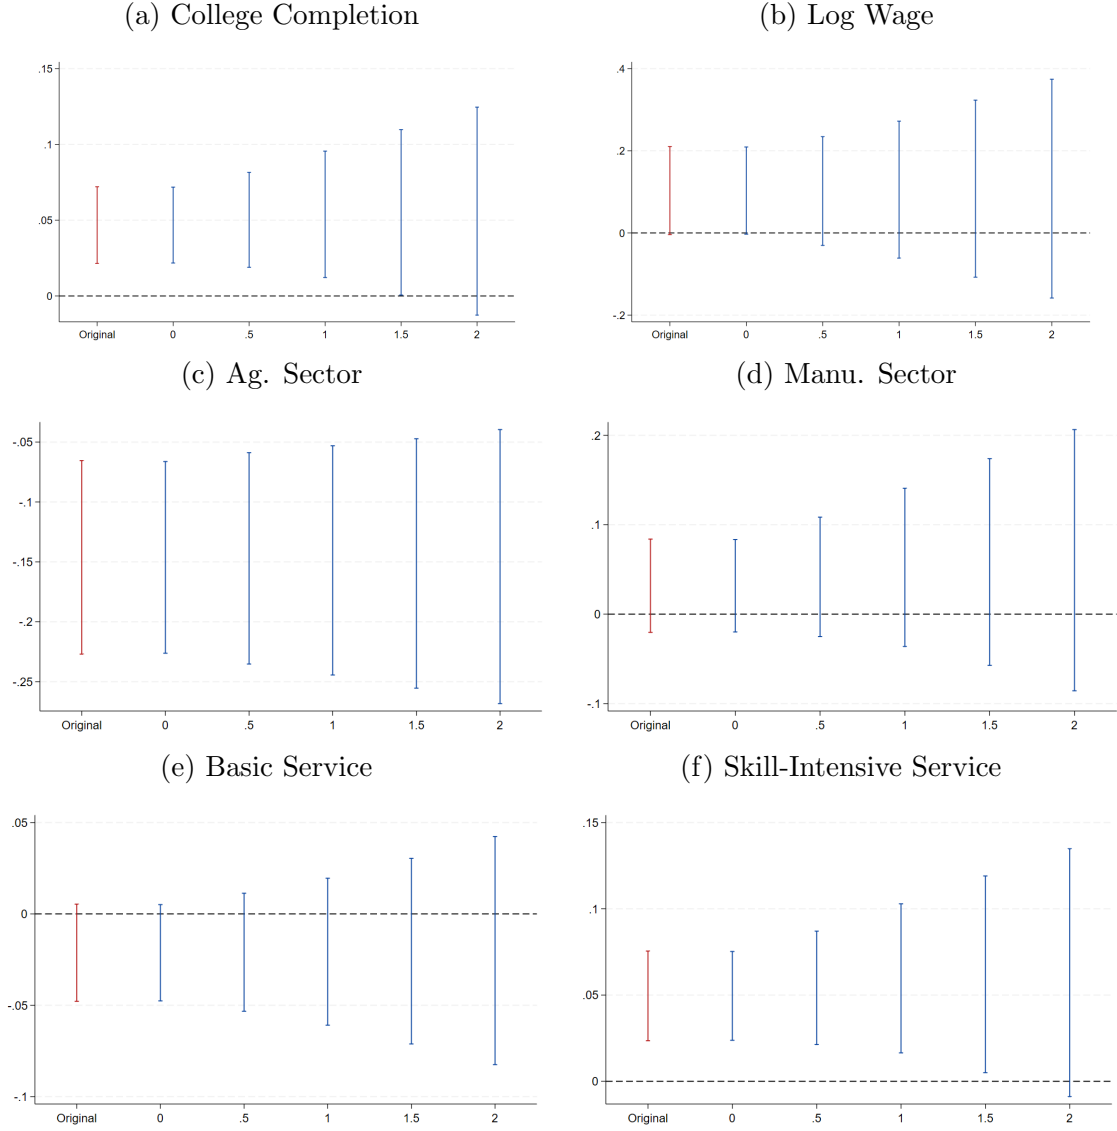 (a) College Completion
(b) Log Wage
.15
.1
.05
0
Original 0 .5 1 1.5 2
.4
.2
0
-.2
Original 0 .5 1 1.5 2
(c) Ag. Sector
(d) Manu. Sector
-.05
-.1
-.15
-.2
-.25
Original 0 .5 1 1.5 2
.2
.1
0
-.1
Original 0 .5 1 1.5 2
(e) Basic Service
(f) Skill-Intensive Service
.05
0
-.05
-.1
Original 0 .5 1 1.5 2
.15
.1
.05
0
Original 0 .5 1 1.5 2